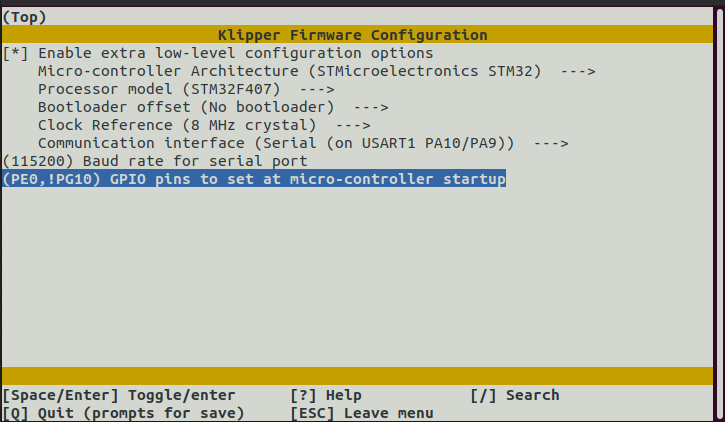 (Top)
Klipper Firmware Configuration
[*] Enable extra low-level configuration options
Micro-controller Architecture (STMicroelectronics STM32)  --->
Processor model (STM32F407)  --->
Bootloader offset (No bootloader)  --->
Clock Reference (8 MHz crystal)  --->
Communication interface (Serial (on USART1 PA10/PA9))  --->
(115200) Baud rate for serial port
(PE0,!PG10) GPIO pins to set at micro-controller startup
[Space/Enter] Toggle/enter      [?] Help            [/] Search
[Q] Quit (prompts for save)     [ESC] Leave menu